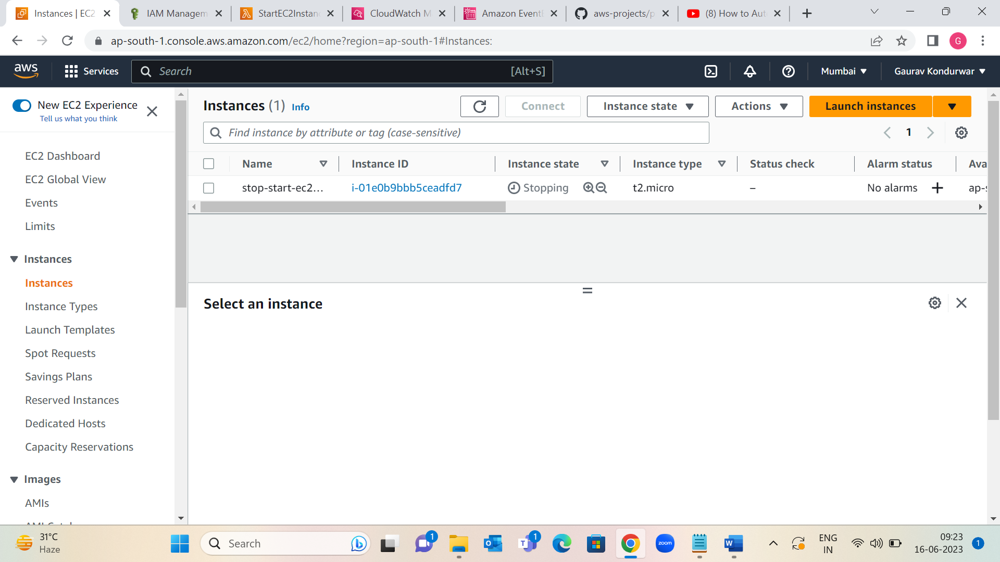 Instances | EC2
IAM Managem
StartEC2Instanc
CloudWatch M
Amazon EventB
aws-projects/p
(8) How to Aut
ap-south-1.console.aws.amazon.com/ec2/home?region=ap-south-1#Instances:
G
aws
Services
Search
[Alt+S]
Mumbai
Gaurav Kondurwar
New EC2 Experience
Tell us what you think
EC2 Dashboard
EC2 Global View
Events
Limits
Instances
Instances
Instance Types
Launch Templates
Spot Requests
Savings Plans
Reserved Instances
Dedicated Hosts
Capacity Reservations
Images
AMIs
Instances (1) Info
Connect
Instance state
Actions
Launch instances
Find instance by attribute or tag (case-sensitive)
1
Name Instance ID Instance state Instance type Status check Alarm status Ava
stop-start-ec2... i-01e0b9bbb5ceadfd7 Stopping t2.micro – No alarms + ap-s
Select an instance
31°C
Haze
Search
1
1
zoom
ENG
IN
09:23
16-06-2023
1